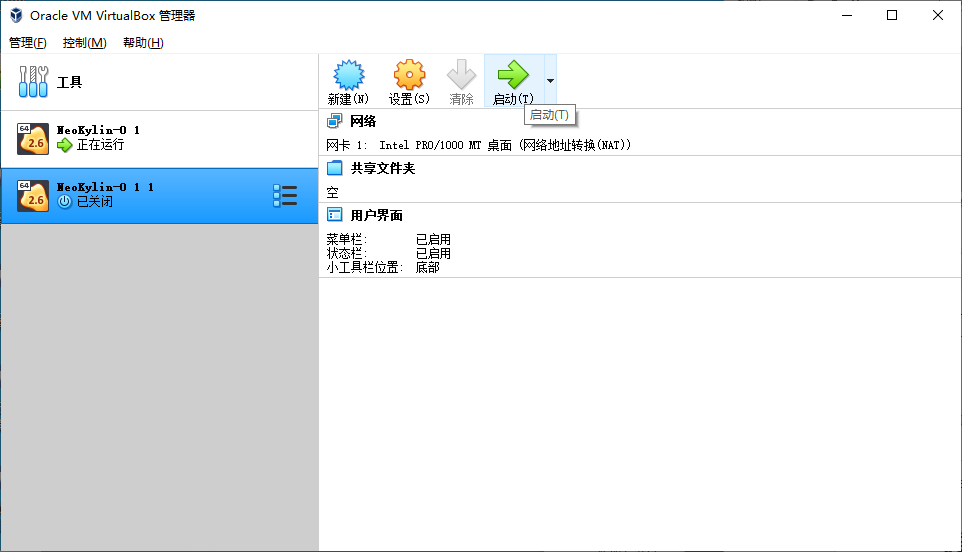 Oracle VM VirtualBox 管理器
管理(F) 控制(M) 帮助(H)
工具
新建(N) 设置(S) 清除 启动(T)
启动(T)
64
2.6
NeoKylin-0 1
正在运行
64
2.6
NeoKylin-0 1 1
已关闭
网络
网卡 1: Intel PRO/1000 MT 桌面 (网络地址转换(NAT))
共享文件夹
空
用户界面
菜单栏: 已启用
状态栏: 已启用
小工具栏位置: 底部